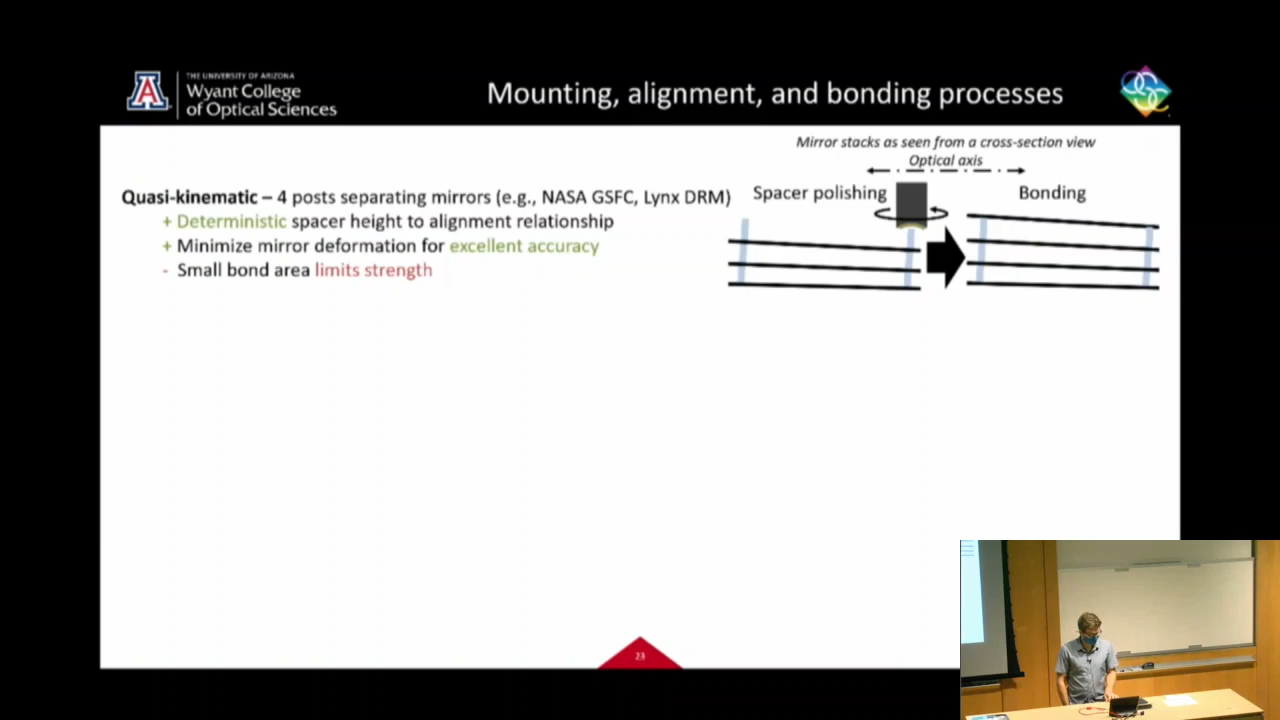 THE UNIVERSITY OF ARIZONA
Wyant College
of Optical Sciences
Mounting, alignment, and bonding processes
Mirror stacks as seen from a cross-section view
Optical axis
Quasi-kinematic – 4 posts separating mirrors (e.g., NASA GSFC, Lynx DRM)
+ Deterministic spacer height to alignment relationship
+ Minimize mirror deformation for excellent accuracy
- Small bond area limits strength
Spacer polishing
Bonding
23